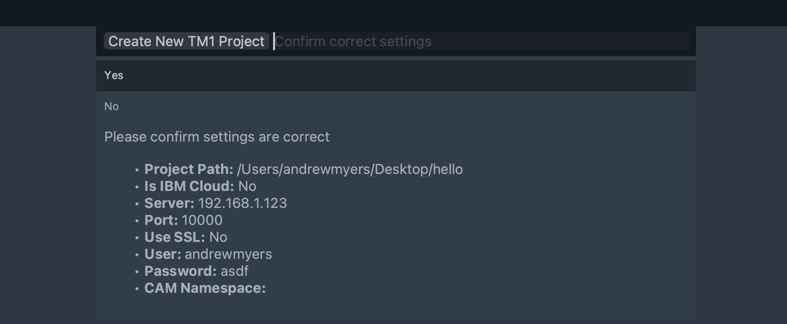 Create New TM1 Project Confirm correct settings
Yes
No
Please confirm settings are correct
• Project Path: /Users/andrewmyers/Desktop/hello
• Is IBM Cloud: No
• Server: 192.168.1.123
• Port: 10000
• Use SSL: No
• User: andrewmyers
• Password: asdf
• CAM Namespace: